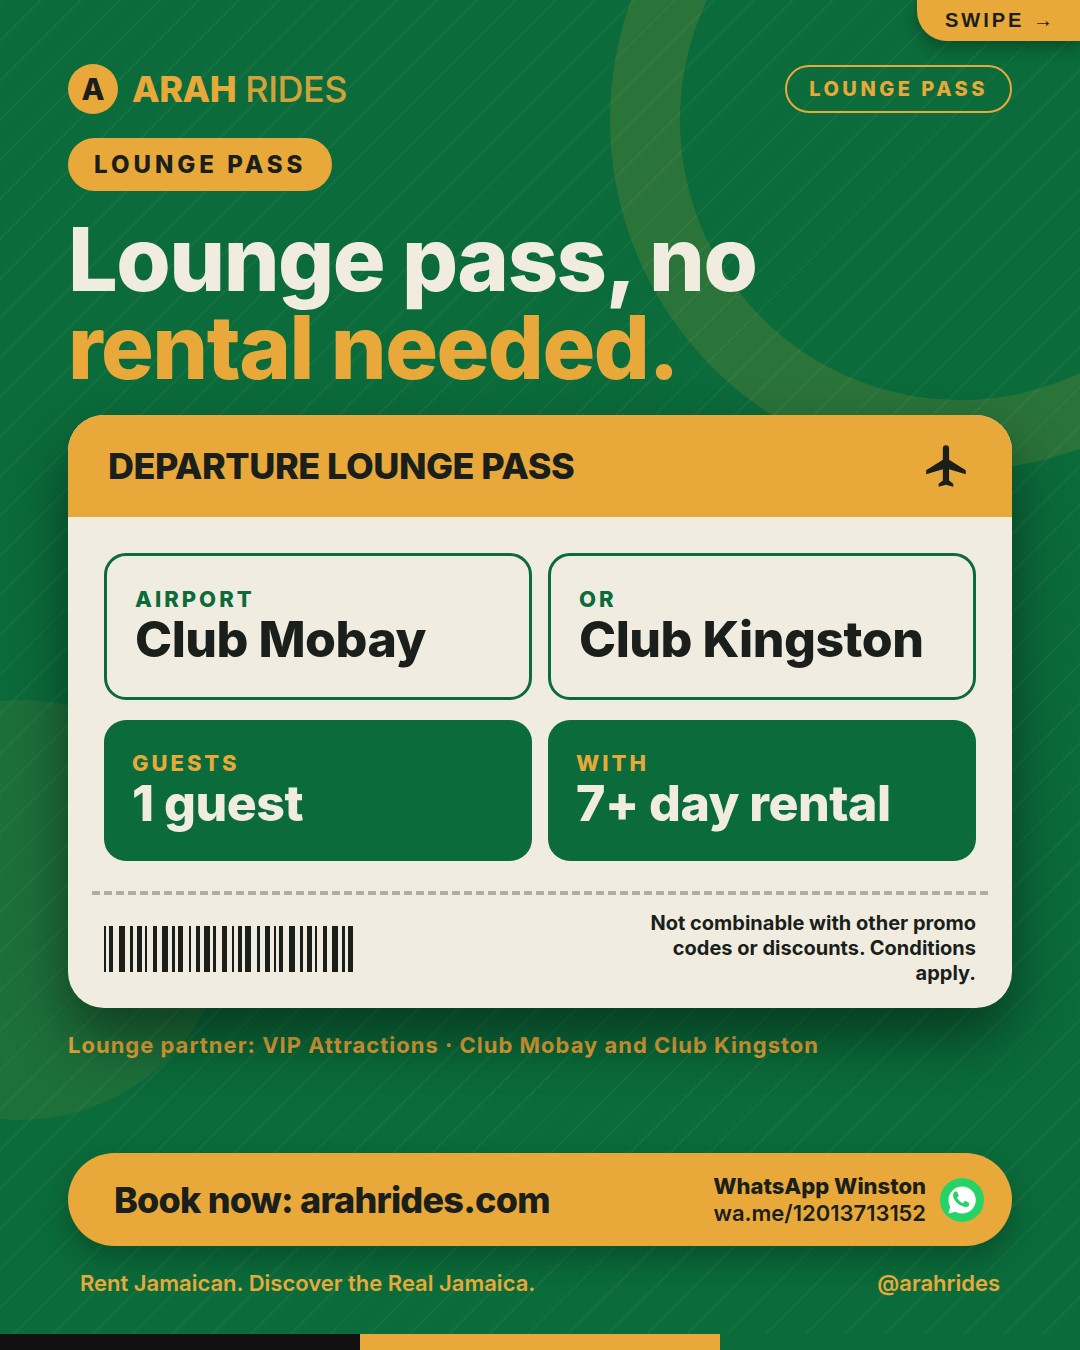 SWIPE →
A ARAH RIDES
LOUNGE PASS
LOUNGE PASS
Lounge pass, no
rental needed.
DEPARTURE LOUNGE PASS
AIRPORT
Club Mobay
OR
Club Kingston
GUESTS
1 guest
WITH
7+ day rental
Not combinable with other promo
codes or discounts. Conditions
apply.
Lounge partner: VIP Attractions · Club Mobay and Club Kingston
Book now: arahrides.com
WhatsApp Winston
wa.me/12013713152
Rent Jamaican. Discover the Real Jamaica.
@arahrides